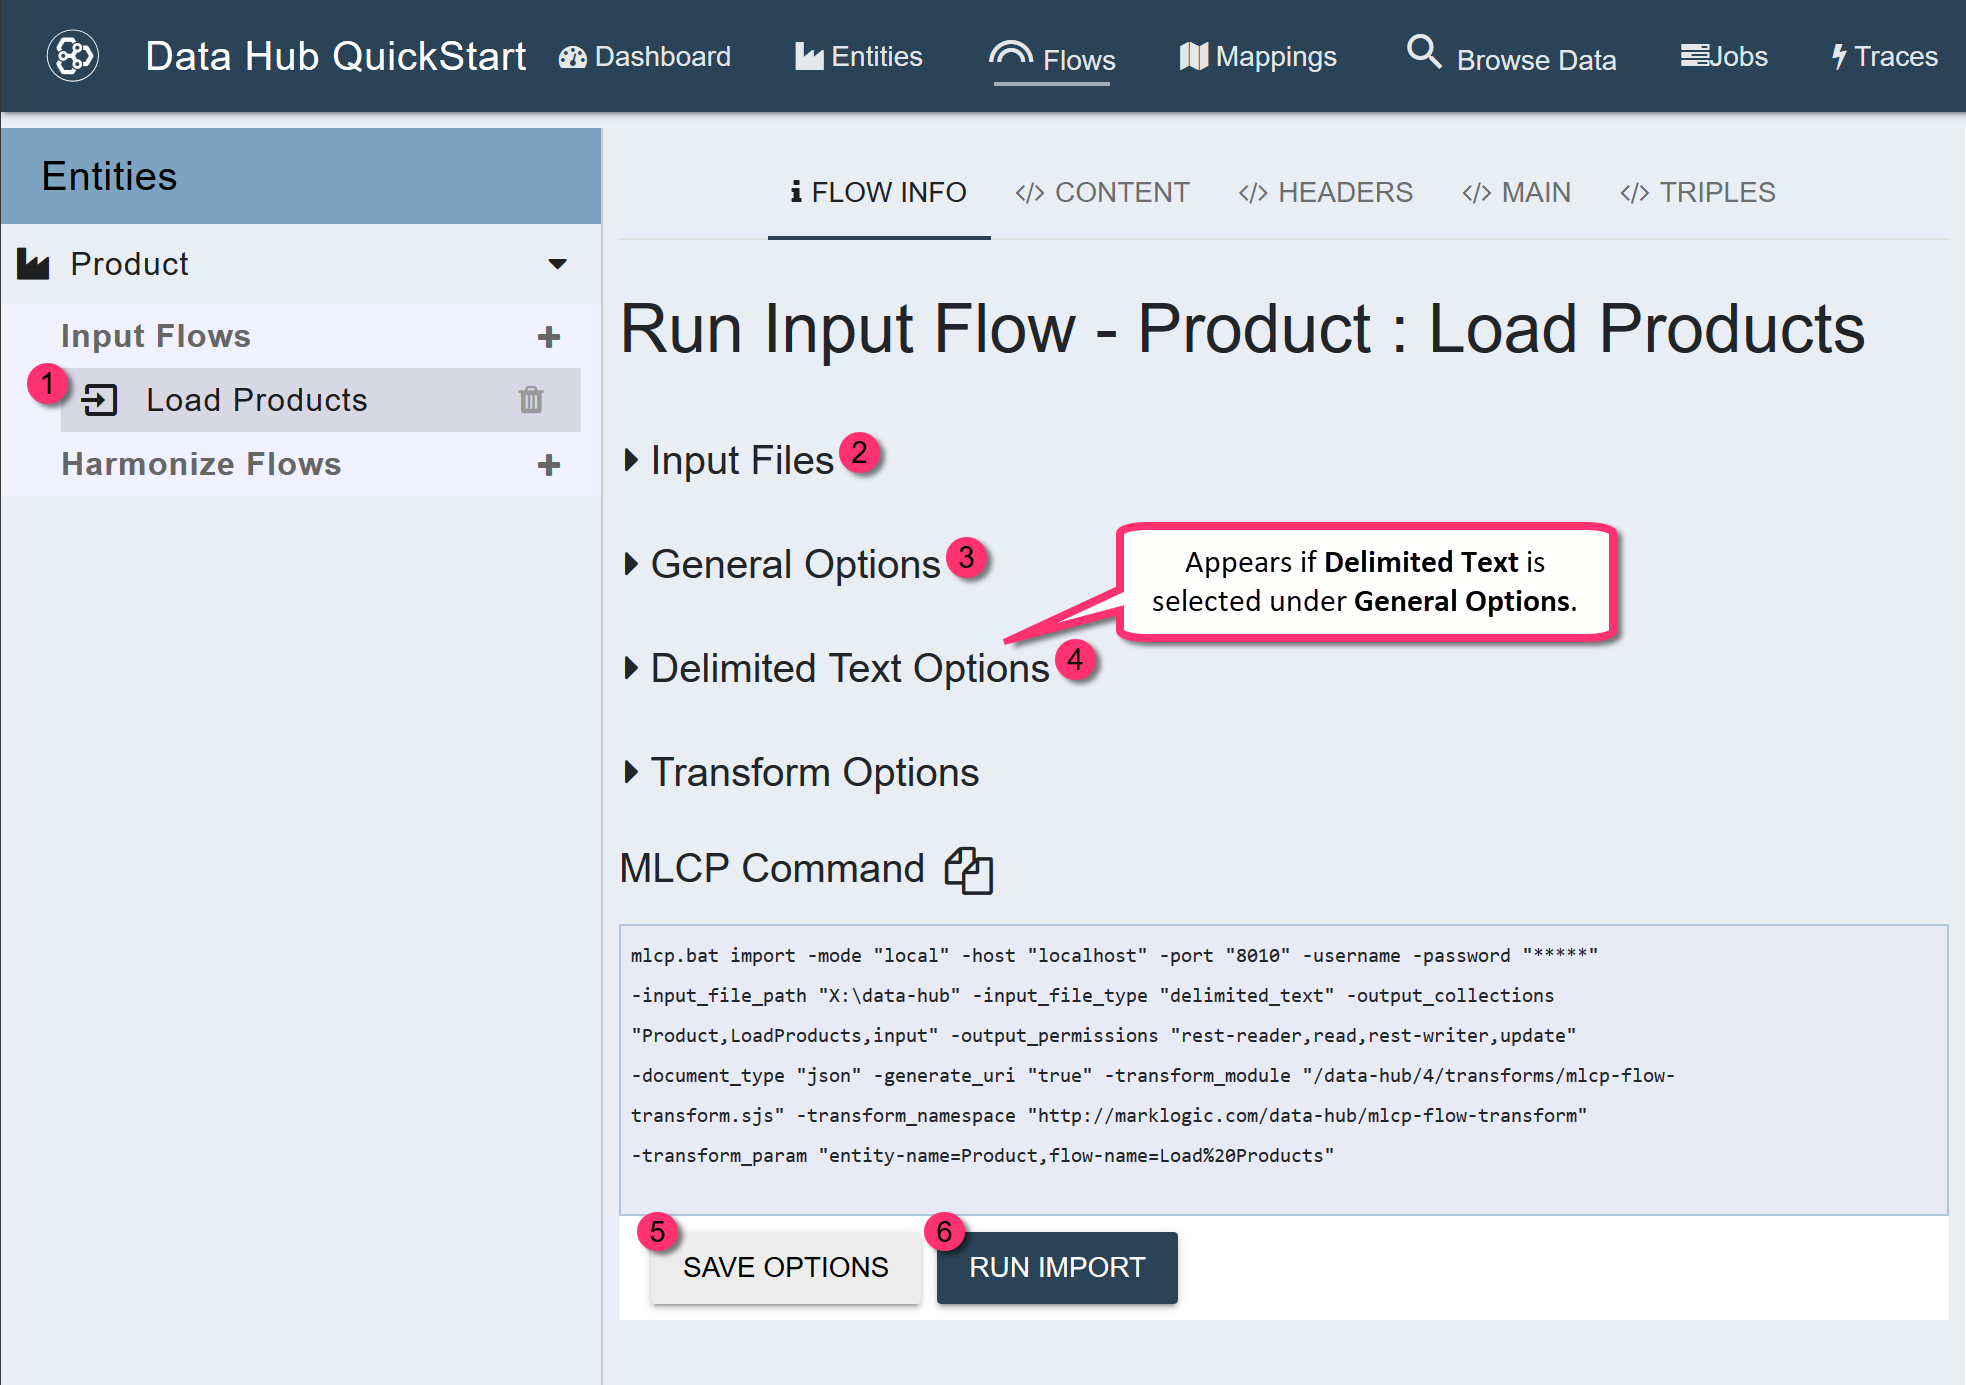 Data Hub QuickStart Dashboard Entities Flows Mappings Browse Data Jobs Traces
Entities
Product
Input Flows
1
Load Products
Harmonize Flows
FLOW INFO </> CONTENT </> HEADERS </> MAIN </> TRIPLES
Run Input Flow - Product : Load Products
Input Files 2
General Options 3
Appears if Delimited Text is
selected under General Options.
Delimited Text Options 4
Transform Options
MLCP Command
mlcp.bat import -mode "local" -host "localhost" -port "8010" -username -password "*****"
-input_file_path "X:\data-hub" -input_file_type "delimited_text" -output_collections
"Product,LoadProducts,input" -output_permissions "rest-reader,read,rest-writer,update"
-document_type "json" -generate_uri "true" -transform_module "/data-hub/4/transforms/mlcp-flow-
transform.sjs" -transform_namespace "http://marklogic.com/data-hub/mlcp-flow-transform"
-transform_param "entity-name=Product,flow-name=Load%20Products"
5 6
SAVE OPTIONS RUN IMPORT